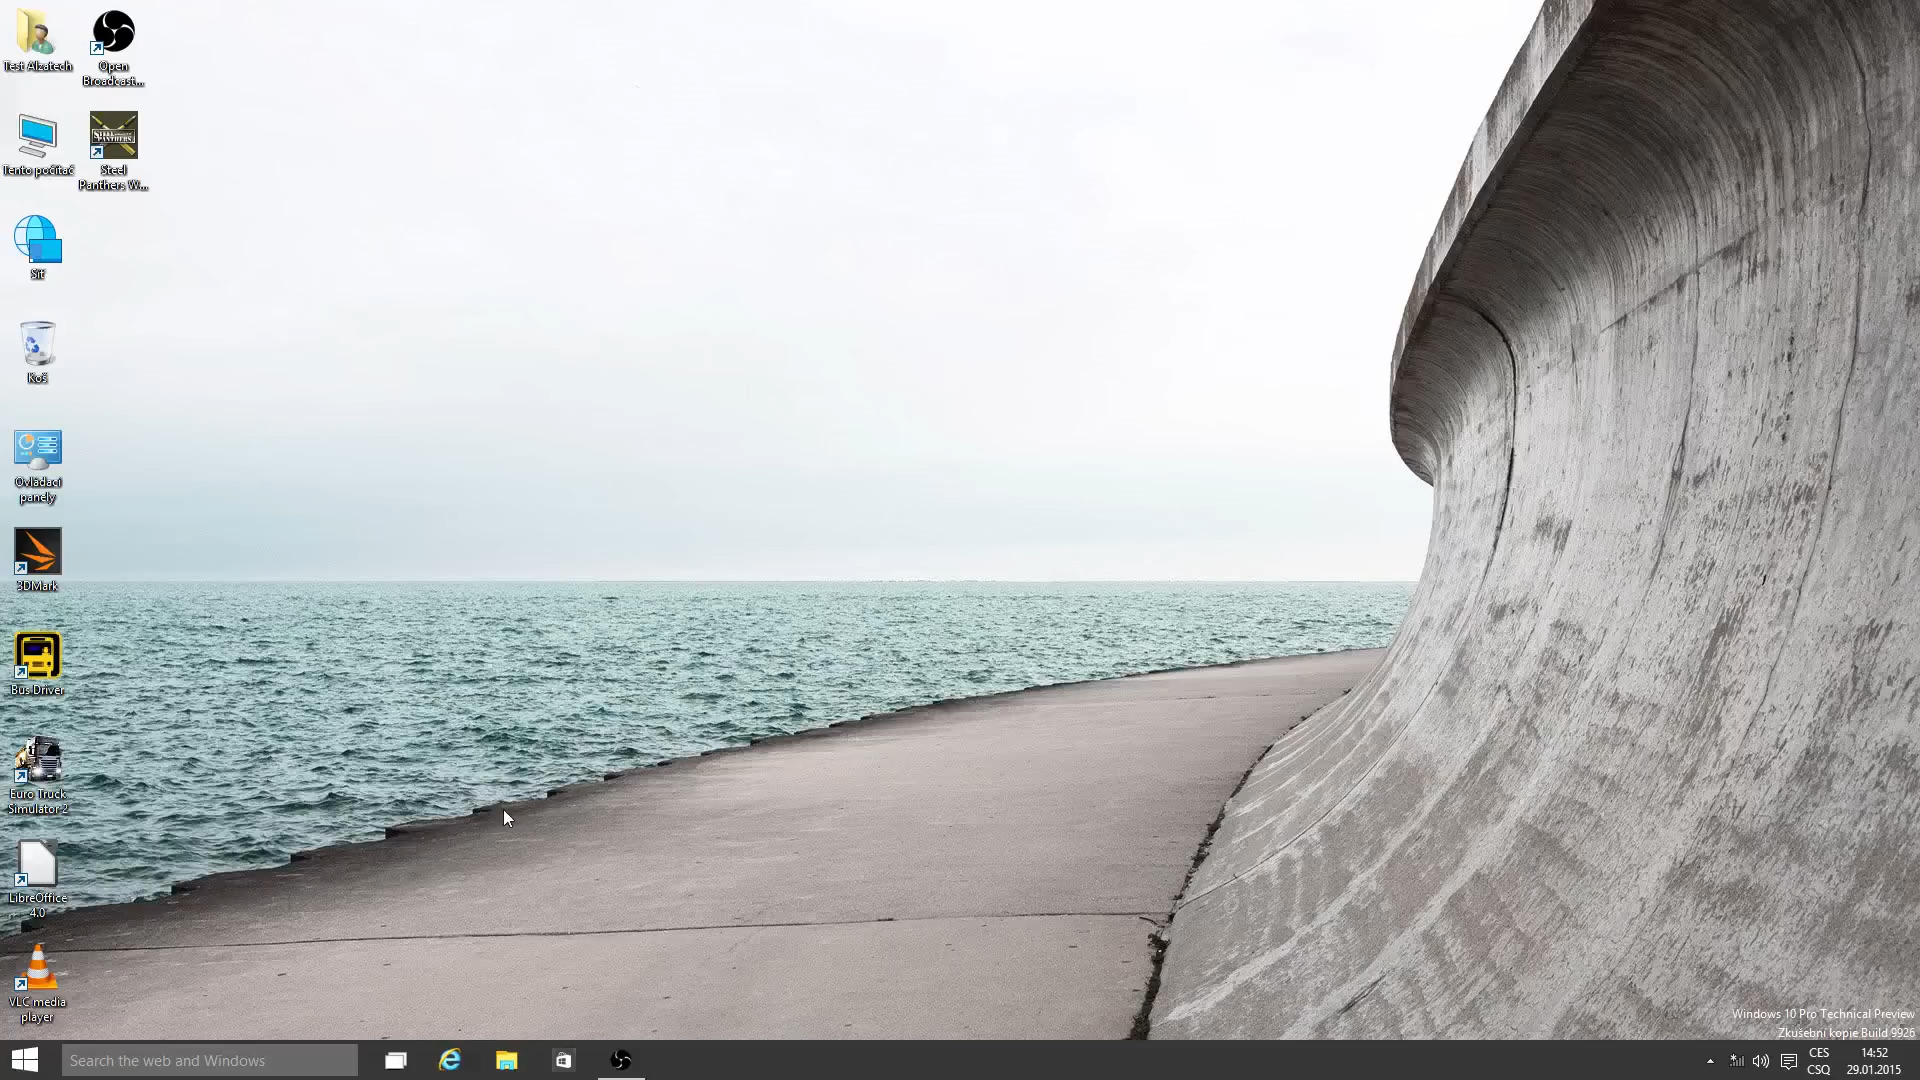 Test Alzatech
Open
Broadcast...
Tento počítač
STEEL
PANTHERS
Steel
Panthers W...
Síť
Koš
Ovládací
panely
3DMark
Bus Driver
Euro Truck
Simulator 2
LibreOffice
4.0
VLC media
player
Windows 10 Pro Technical Preview
Zkušební kopie Build 9926
Search the web and Windows
CES
CSQ
14:52
29.01.2015